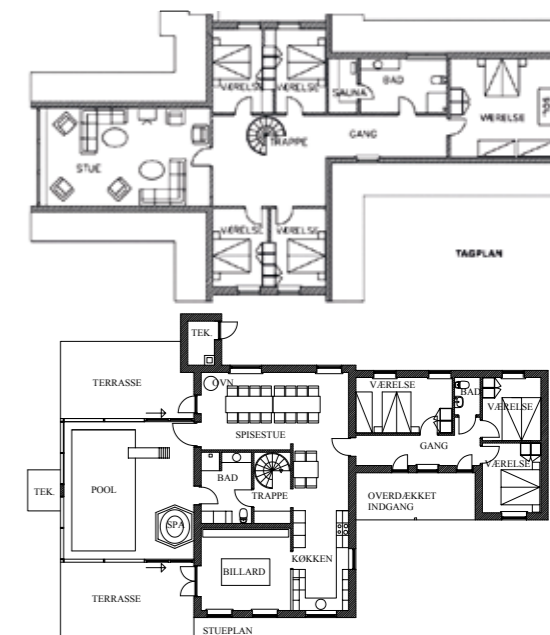 VÆRELSE
VÆRELSE
SAUNA
BAD
VÆRELSE
TRAPPE
GANG
STUE
VÆRELSE
VÆRELSE
TAGPLAN
TEK.
TERRASSE
OVN
VÆRELSE
BAD
VÆRELSE
SPISESTUE
GANG
VÆRELSE
BAD
TRAPPE
TEK.
POOL
OVERDÆKKET
INDGANG
SPA
KØKKEN
BILLARD
TERRASSE
STUEPLAN